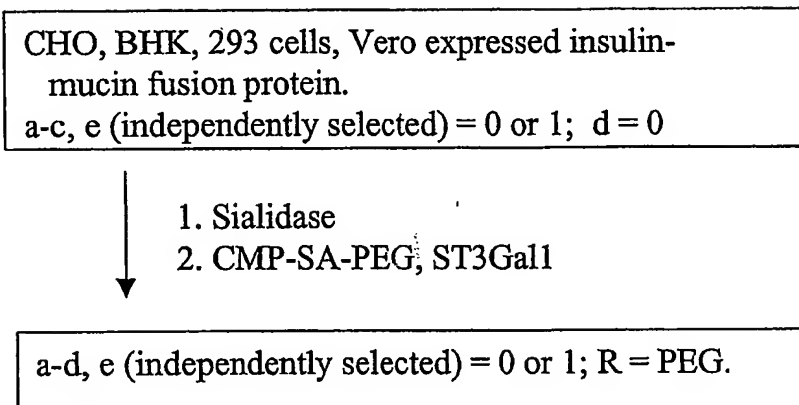 CHO, BHK, 293 cells, Vero expressed insulin-
mucin fusion protein.
a-c, e (independently selected) = 0 or 1; d = 0
1. Sialidase
2. CMP-SA-PEG, ST3Gal1
a-d, e (independently selected) = 0 or 1; R = PEG.